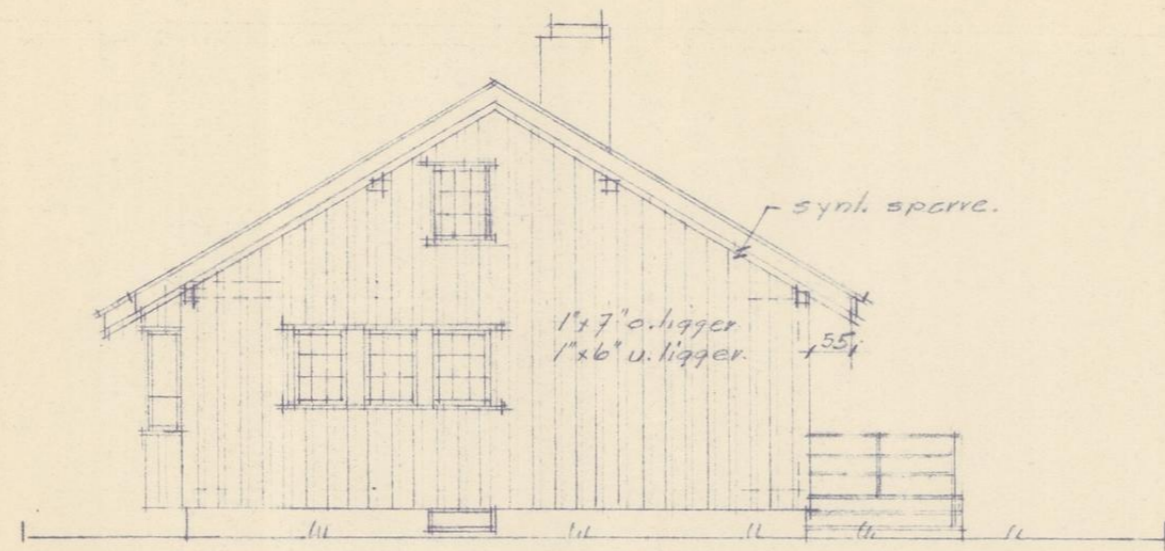 synl. sperre.
1"x7" o. ligger
1"x6" u. ligger.
55